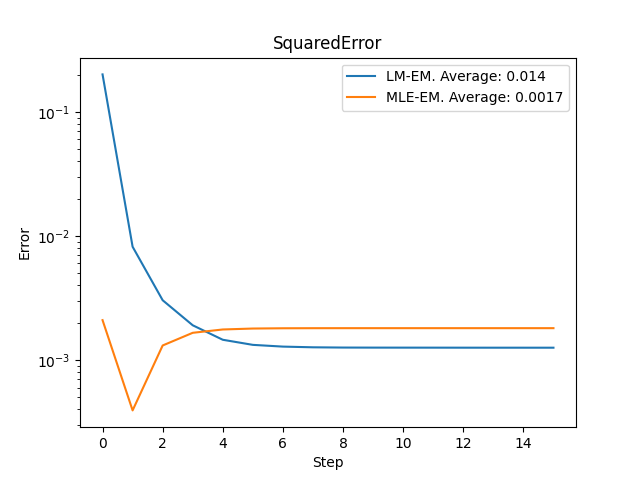 SquaredError
LM-EM. Average: 0.014
MLE-EM. Average: 0.0017
10⁻¹
10⁻²
10⁻³
Error
0 2 4 6 8 10 12 14
Step